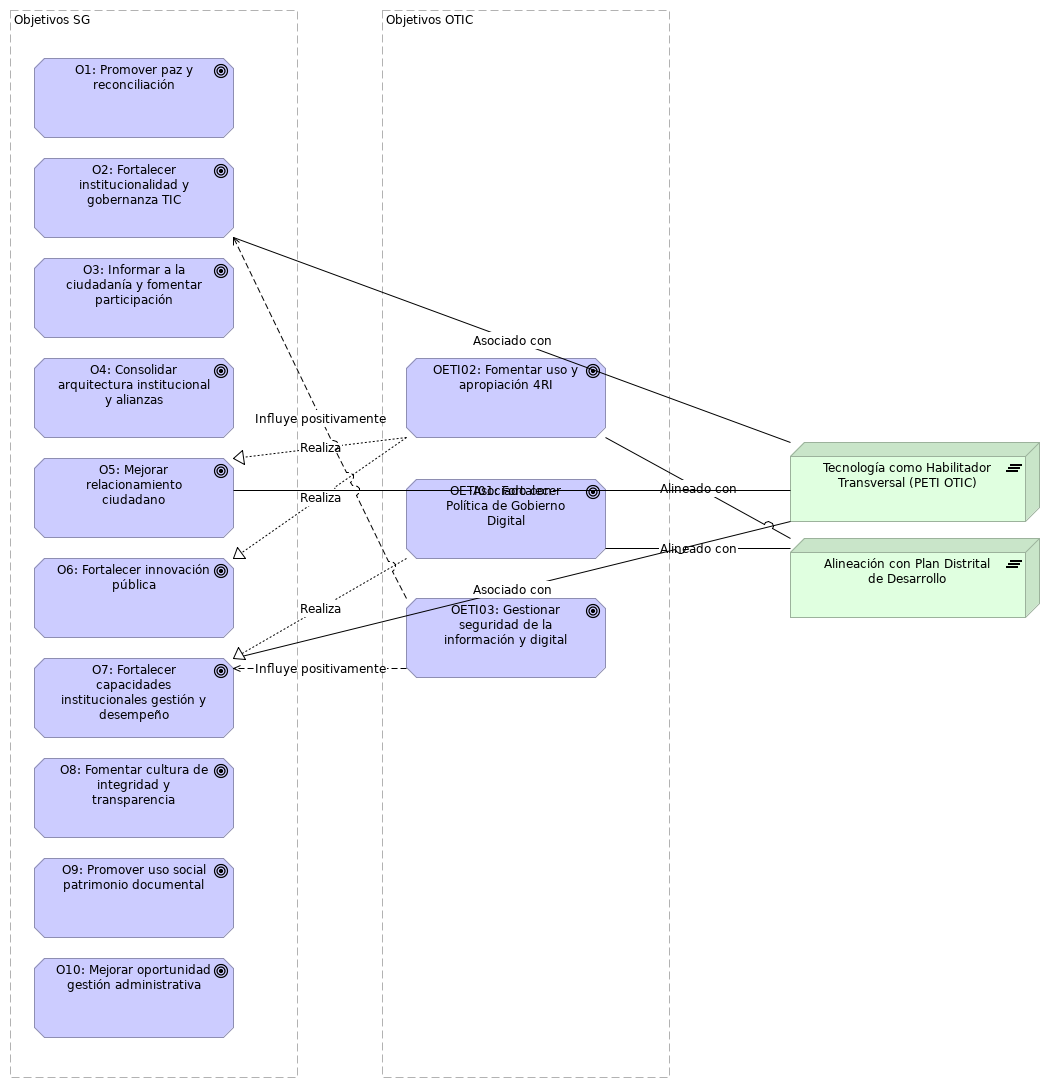 Objetivos SG
O1: Promover paz y
reconciliación
O2: Fortalecer
institucionalidad y
gobernanza TIC
O3: Informar a la
ciudadanía y fomentar
participación
O4: Consolidar
arquitectura institucional
y alianzas
O5: Mejorar
relacionamiento
ciudadano
O6: Fortalecer innovación
pública
O7: Fortalecer
capacidades
institucionales gestión y
desempeño
O8: Fomentar cultura de
integridad y
transparencia
O9: Promover uso social
patrimonio documental
O10: Mejorar oportunidad
gestión administrativa
Influye positivamente
Realiza
Realiza
Realiza
Influye positivamente
Objetivos OTIC
Asociado con
OETI02: Fomentar uso y
apropiación 4RI
OETI01: Fortalecer
Asociado con
Política de Gobierno
Digital
Asociado con
OETI03: Gestionar
seguridad de la
información y digital
Alineado con
Alineado con
Tecnología como Habilitador
Transversal (PETI OTIC)
Alineación con Plan Distrital
de Desarrollo